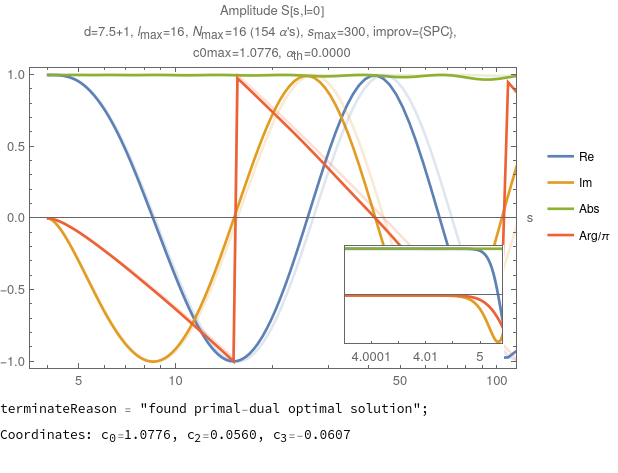 Amplitude S[s,l=0]
d=7.5+1, lmax=16, Nmax=16 (154 α's), smax=300, improv={SPC},
c0max=1.0776, αth=0.0000
1.0
0.5
0.0
−0.5
−1.0
5
10
50
100
s
4.0001
4.01
5
Re
Im
Abs
Arg/π
terminateReason = "found primal-dual optimal solution";
Coordinates: c0=1.0776, c2=0.0560, c3=-0.0607